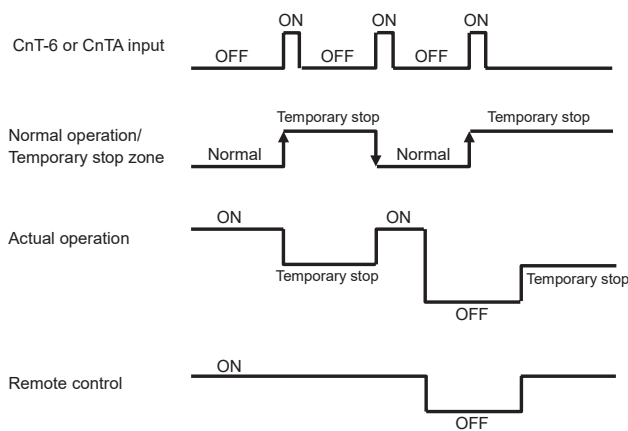 ON ON ON
CnT-6 or CnTA input
OFF OFF OFF
Temporary stop Temporary stop
Normal operation/
Temporary stop zone
Normal Normal
ON ON
Actual operation
Temporary stop Temporary stop
OFF
ON
Remote control
OFF